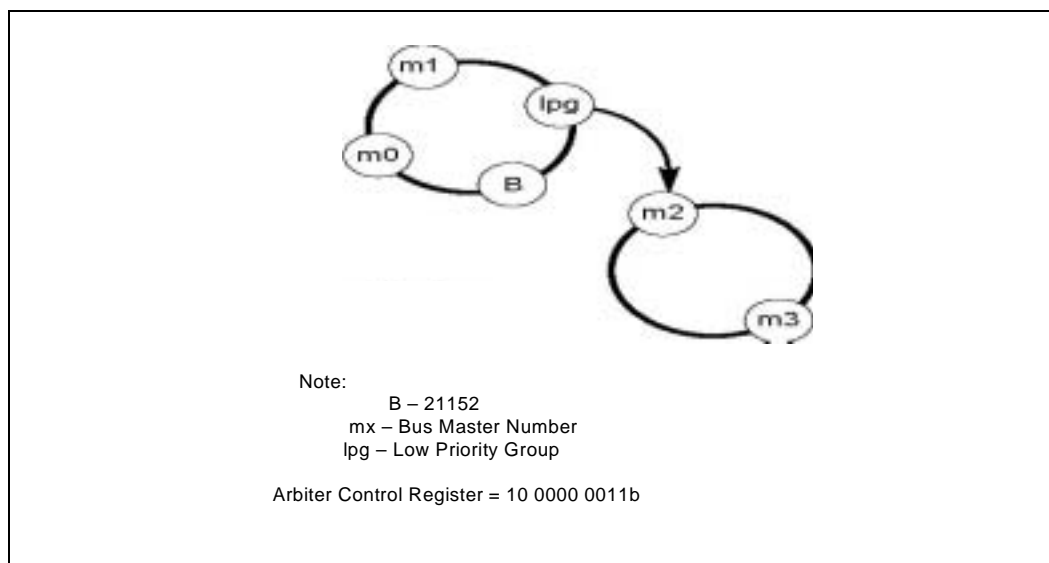 m1
lpg
m0
B
m2
m3
Note:
B – 21152
mx – Bus Master Number
lpg – Low Priority Group
Arbiter Control Register = 10 0000 0011b